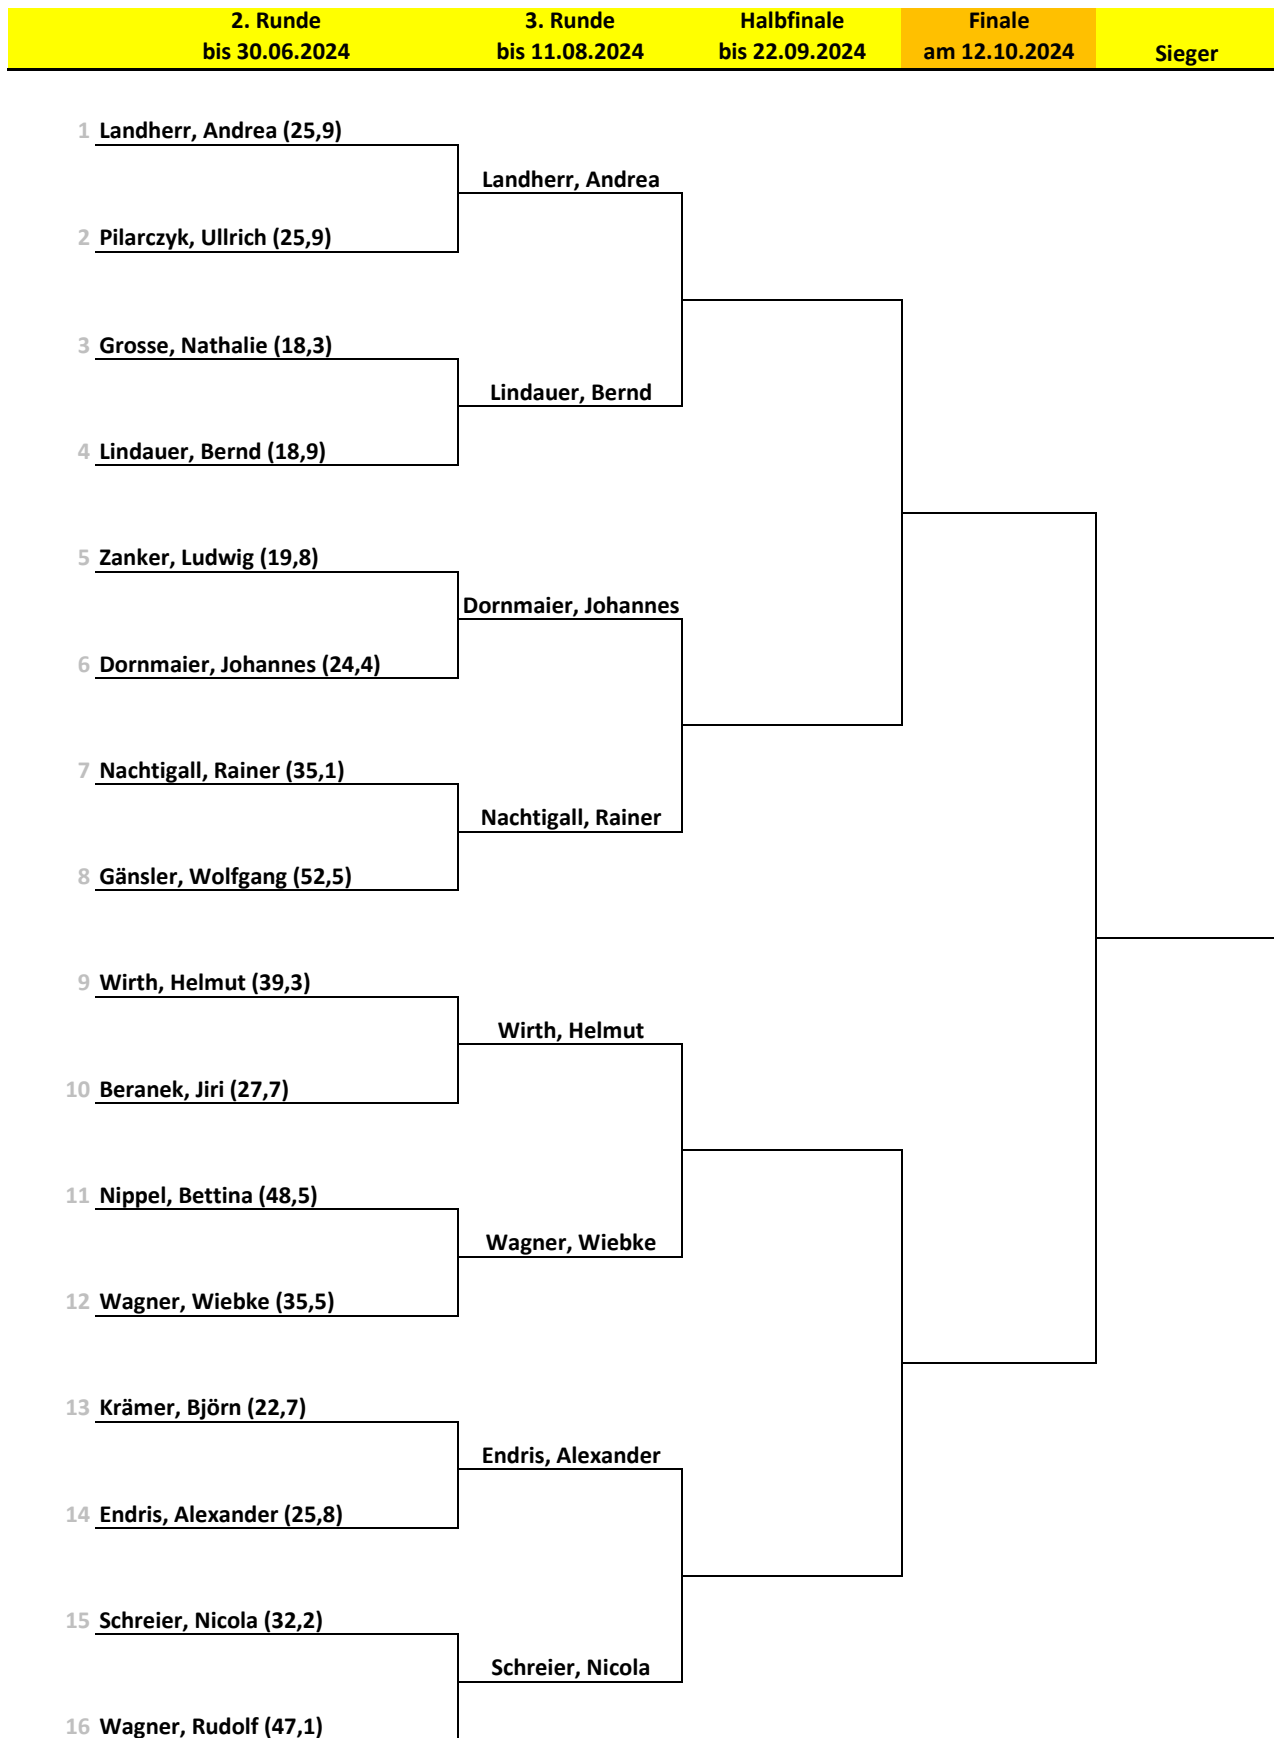 2. Runde 3. Runde Halbfinale Finale
bis 30.06.2024 bis 11.08.2024 bis 22.09.2024 am 12.10.2024 Sieger
1 Landherr, Andrea (25,9)
Landherr, Andrea
2 Pilarczyk, Ullrich (25,9)
3 Grosse, Nathalie (18,3)
Lindauer, Bernd
4 Lindauer, Bernd (18,9)
5 Zanker, Ludwig (19,8)
Dornmaier, Johannes
6 Dornmaier, Johannes (24,4)
7 Nachtigall, Rainer (35,1)
Nachtigall, Rainer
8 Gänsler, Wolfgang (52,5)
9 Wirth, Helmut (39,3)
Wirth, Helmut
10 Beranek, Jiri (27,7)
11 Nippel, Bettina (48,5)
Wagner, Wiebke
12 Wagner, Wiebke (35,5)
13 Krämer, Björn (22,7)
Endris, Alexander
14 Endris, Alexander (25,8)
15 Schreier, Nicola (32,2)
Schreier, Nicola
16 Wagner, Rudolf (47,1)